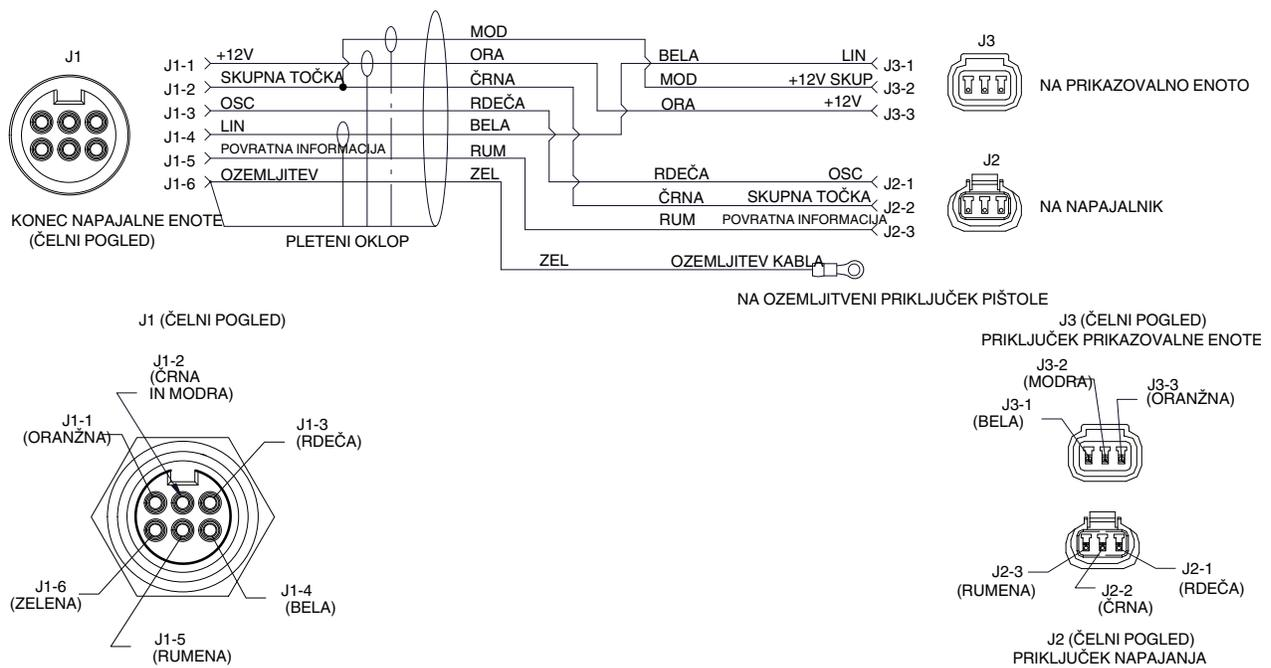 J1
KONEC NAPAJALNE ENOTE
(ČELNI POGLED)
J1-1 +12V
J1-2 SKUPNA TOČKA
J1-3 OSC
J1-4 LIN
J1-5 POVRATNA INFORMACIJA
J1-6 OZEMLJITEV
PLETENI OKLOP
MOD
ORA
ČRNA
RDEČA
BELA
RUM
ZEL
BELA LIN J3-1
MOD +12V SKUP J3-2
ORA +12V J3-3
J3
NA PRIKAZOVALNO ENOTO
RDEČA OSC J2-1
ČRNA SKUPNA TOČKA J2-2
RUM POVRATNA INFORMACIJA J2-3
J2
NA NAPAJALNIK
ZEL OZEMLJITEV KABLA
NA OZEMLJITVENI PRIKLJUČEK PIŠTOLE
J1 (ČELNI POGLED)
J1-2
(ČRNA
IN MODRA)
J1-1
(ORANŽNA)
J1-3
(RDEČA)
J1-6
(ZELENA)
J1-4
(BELA)
J1-5
(RUMENA)
J3 (ČELNI POGLED)
PRIKLJUČEK PRIKAZOVALNE ENOTE
J3-2
(MODRA)
J3-3
(ORANŽNA)
J3-1
(BELA)
J2-3
(RUMENA)
J2-2
(ČRNA)
J2-1
(RDEČA)
J2 (ČELNI POGLED)
PRIKLJUČEK NAPAJANJA